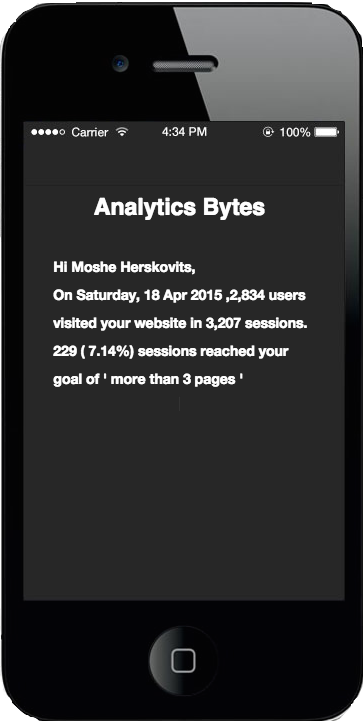 Carrier 4:34 PM 100%
Analytics Bytes
Hi Moshe Herskovits,
On Saturday, 18 Apr 2015 ,2,834 users
visited your website in 3,207 sessions.
229 ( 7.14%) sessions reached your
goal of ' more than 3 pages '